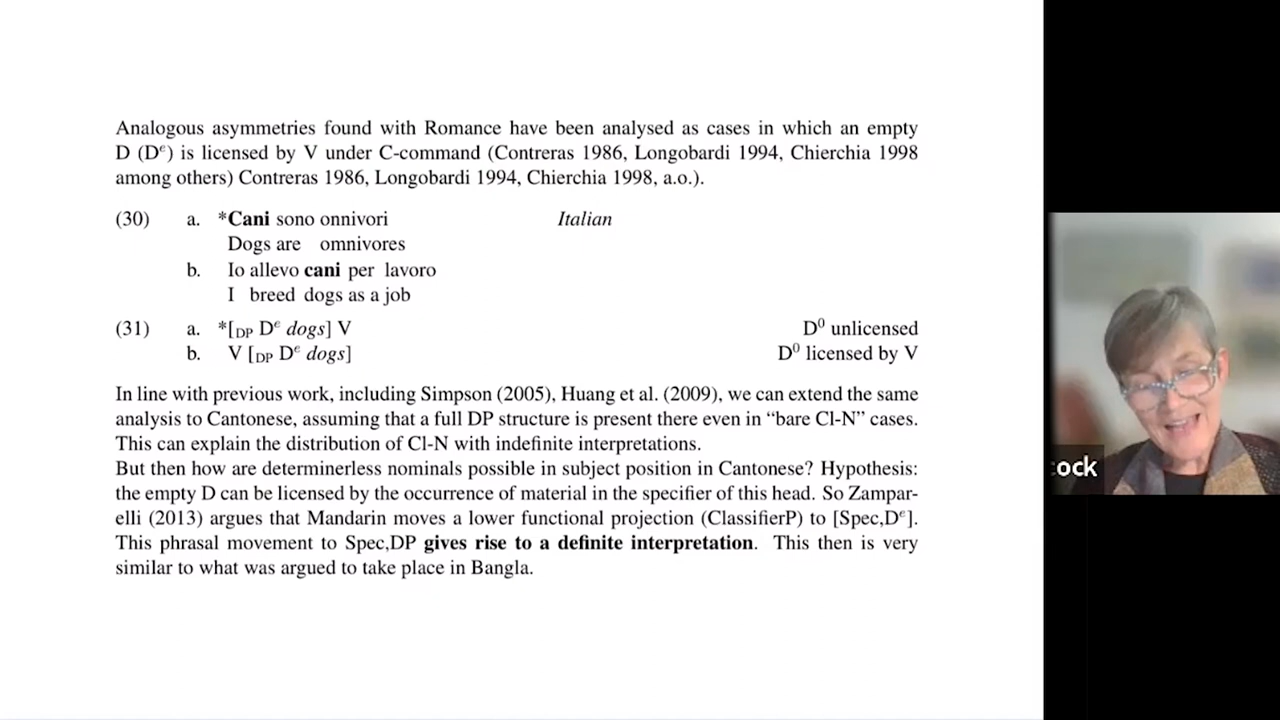 Analogous asymmetries found with Romance have been analysed as cases in which an empty
D (Dᵉ) is licensed by V under C-command (Contreras 1986, Longobardi 1994, Chierchia 1998
among others) Contreras 1986, Longobardi 1994, Chierchia 1998, a.o.).
(30) a. *Cani sono onnivori Italian
Dogs are omnivores
b. Io allevo cani per lavoro
I breed dogs as a job
(31) a. *[DP Dᵉ dogs] V D⁰ unlicensed
b. V [DP Dᵉ dogs] D⁰ licensed by V
In line with previous work, including Simpson (2005), Huang et al. (2009), we can extend the same
analysis to Cantonese, assuming that a full DP structure is present there even in “bare Cl-N” cases.
This can explain the distribution of Cl-N with indefinite interpretations.
But then how are determinerless nominals possible in subject position in Cantonese? Hypothesis:
the empty D can be licensed by the occurrence of material in the specifier of this head. So Zampar-
elli (2013) argues that Mandarin moves a lower functional projection (ClassifierP) to [Spec,Dᵉ].
This phrasal movement to Spec,DP gives rise to a definite interpretation. This then is very
similar to what was argued to take place in Bangla.
cock